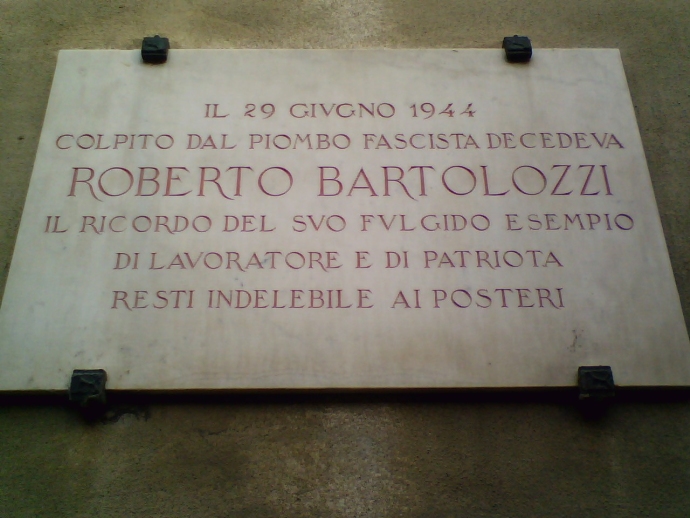 IL 29 GIVGNO 1944
COLPITO DAL PIOMBO FASCISTA DECEDEVA
ROBERTO BARTOLOZZI
IL RICORDO DEL SVO FVLGIDO ESEMPIO
DI LAVORATORE E DI PATRIOTA
RESTI INDELEBILE AI POSTERI